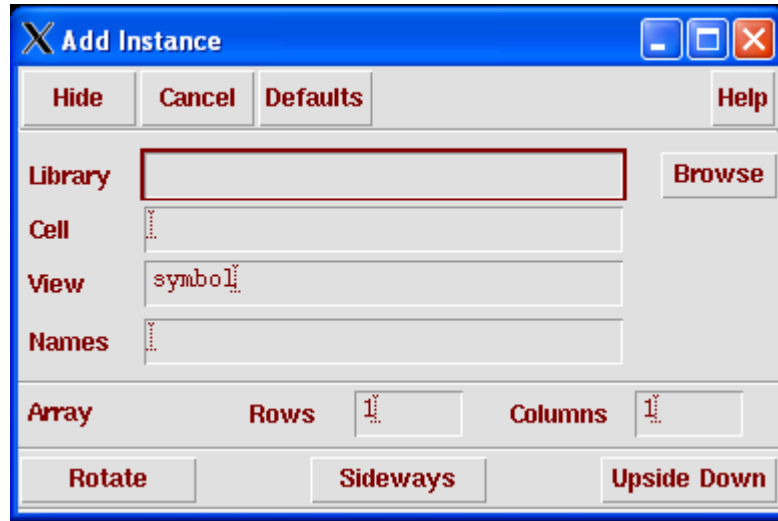 Add Instance
Hide Cancel Defaults Help
Library Browse
Cell
View symbol
Names
Array Rows 1 Columns 1
Rotate Sideways Upside Down